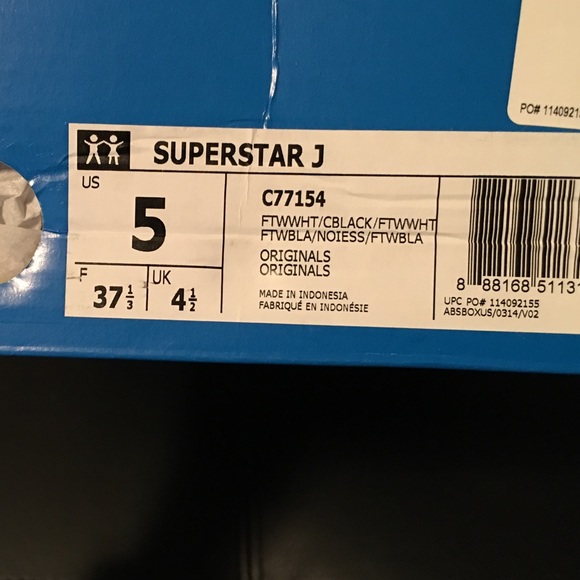 PO# 1140921
SUPERSTAR J
US
5
F
37 1/3
UK
4 1/2
C77154
FTWWHT/CBLACK/FTWWHT
FTWBLA/NOIESS/FTWBLA
ORIGINALS
ORIGINALS
MADE IN INDONESIA
FABRIQUÉ EN INDONÉSIE
8 88168 51131
UPC PO# 114092155
ABSBOXUS/0314/V02